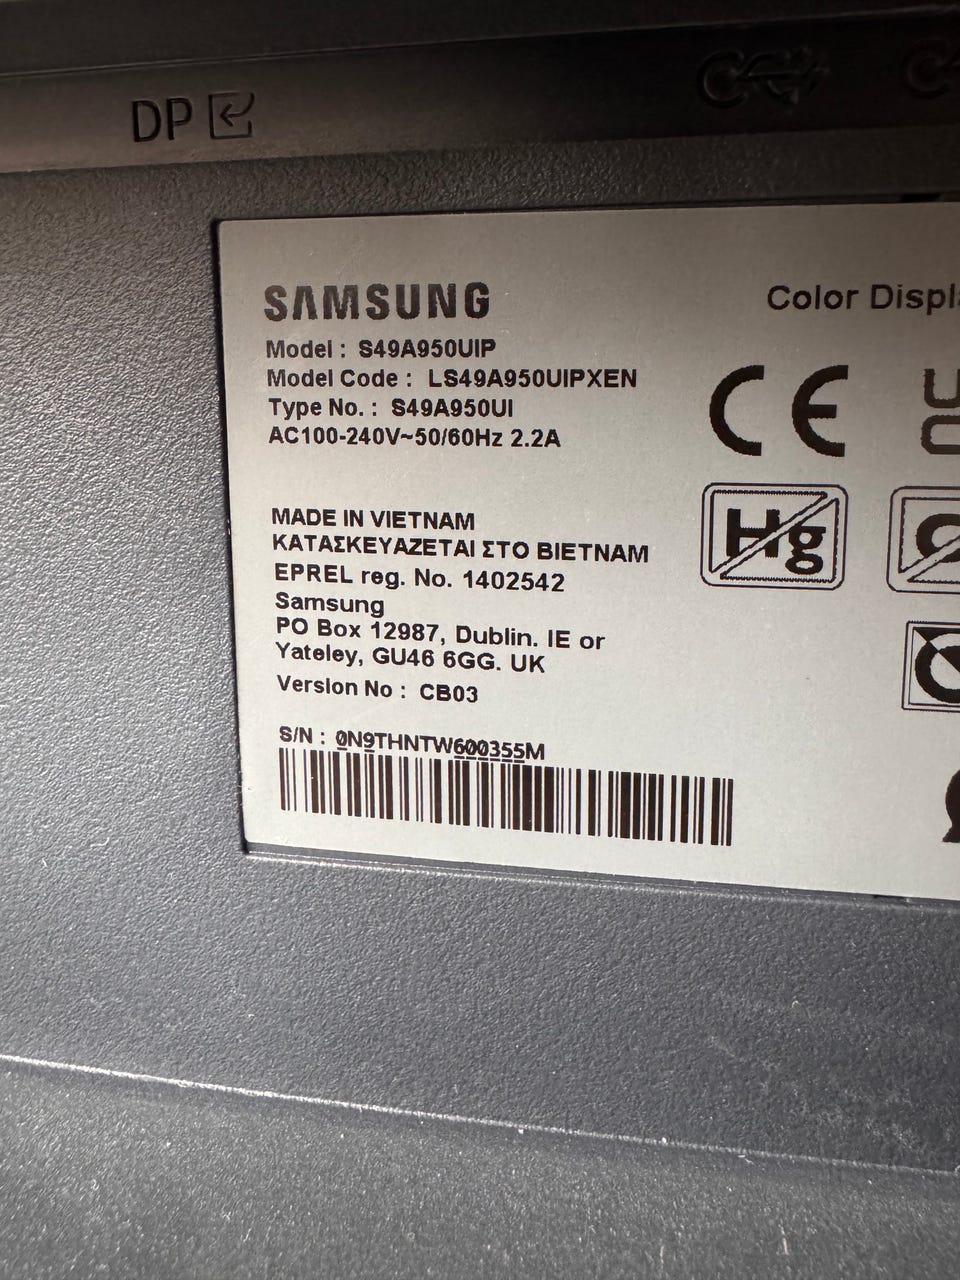 DP
SAMSUNG
Color
Model : S49A950UIP
Model Code : LS49A950UIPXEN
Type No. : S49A950UI
AC100-240V~50/60Hz 2.2A
CE
Hg
MADE IN VIETNAM
ΚΑΤΑΣΚΕΥΑΖΕΤΑΙ ΣΤΟ ΒΙΕΤΝΑΜ
EPREL reg. No. 1402542
Samsung
PO Box 12987, Dublin. IE or
Yateley, GU46 6GG. UK
Version No : CB03
S/N : 0N9THNTW600355M